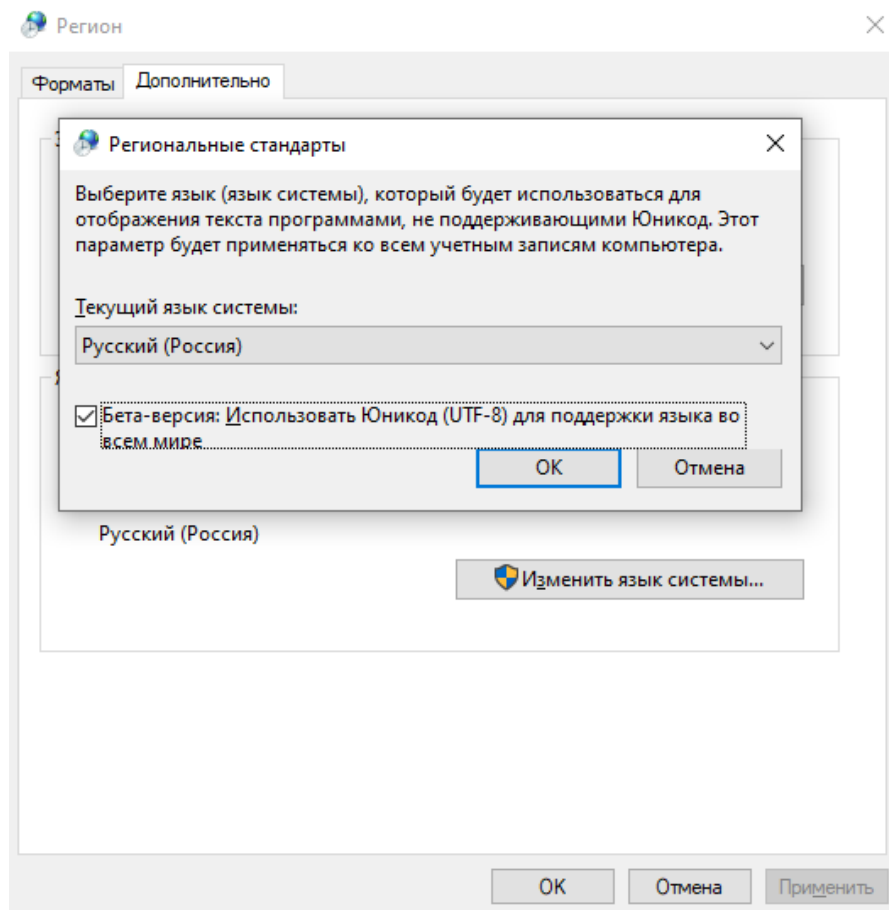 Регион
Форматы
Дополнительно
Региональные стандарты
Выберите язык (язык системы), который будет использоваться для
отображения текста программами, не поддерживающими Юникод. Этот
параметр будет применяться ко всем учетным записям компьютера.
Текущий язык системы:
Русский (Россия)
Бета-версия: Использовать Юникод (UTF-8) для поддержки языка во
всем мире
ОК
Отмена
Русский (Россия)
Изменить язык системы...
ОК
Отмена
Применить